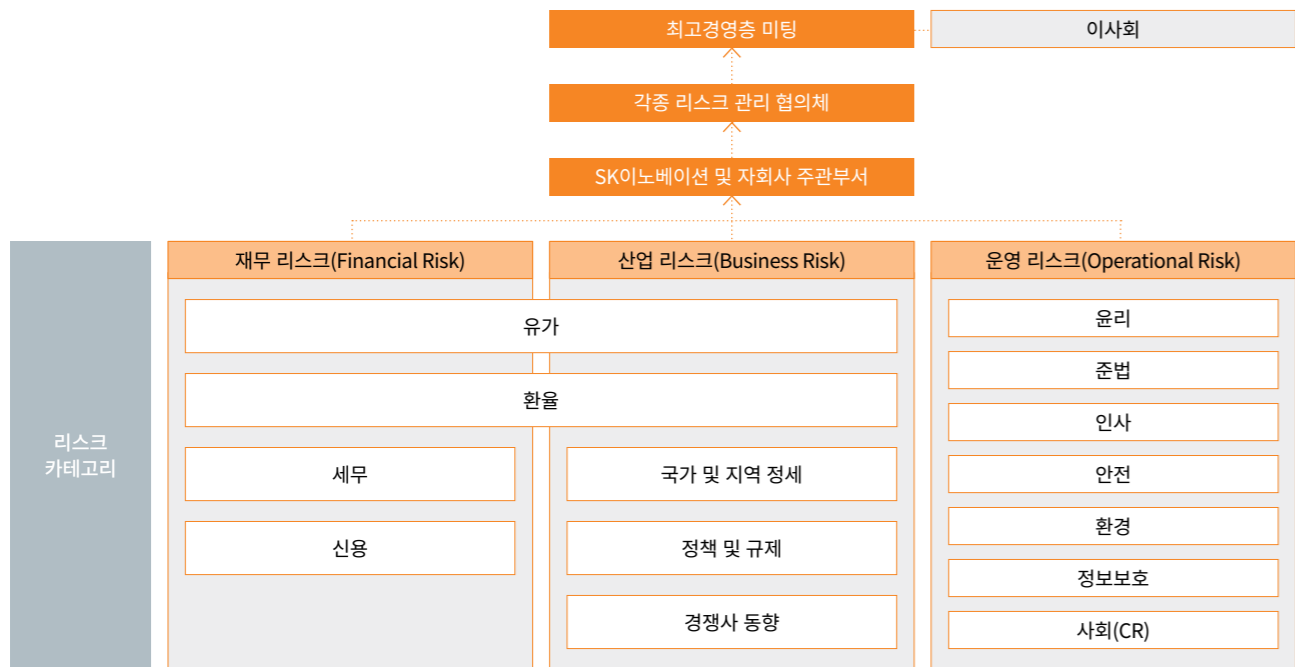 최고경영층 미팅
이사회
각종 리스크 관리 협의체
SK이노베이션 및 자회사 주관부서
리스크
카테고리
재무 리스크(Financial Risk)
산업 리스크(Business Risk)
운영 리스크(Operational Risk)
유가
환율
세무
신용
국가 및 지역 정세
정책 및 규제
경쟁사 동향
윤리
준법
인사
안전
환경
정보보호
사회(CR)